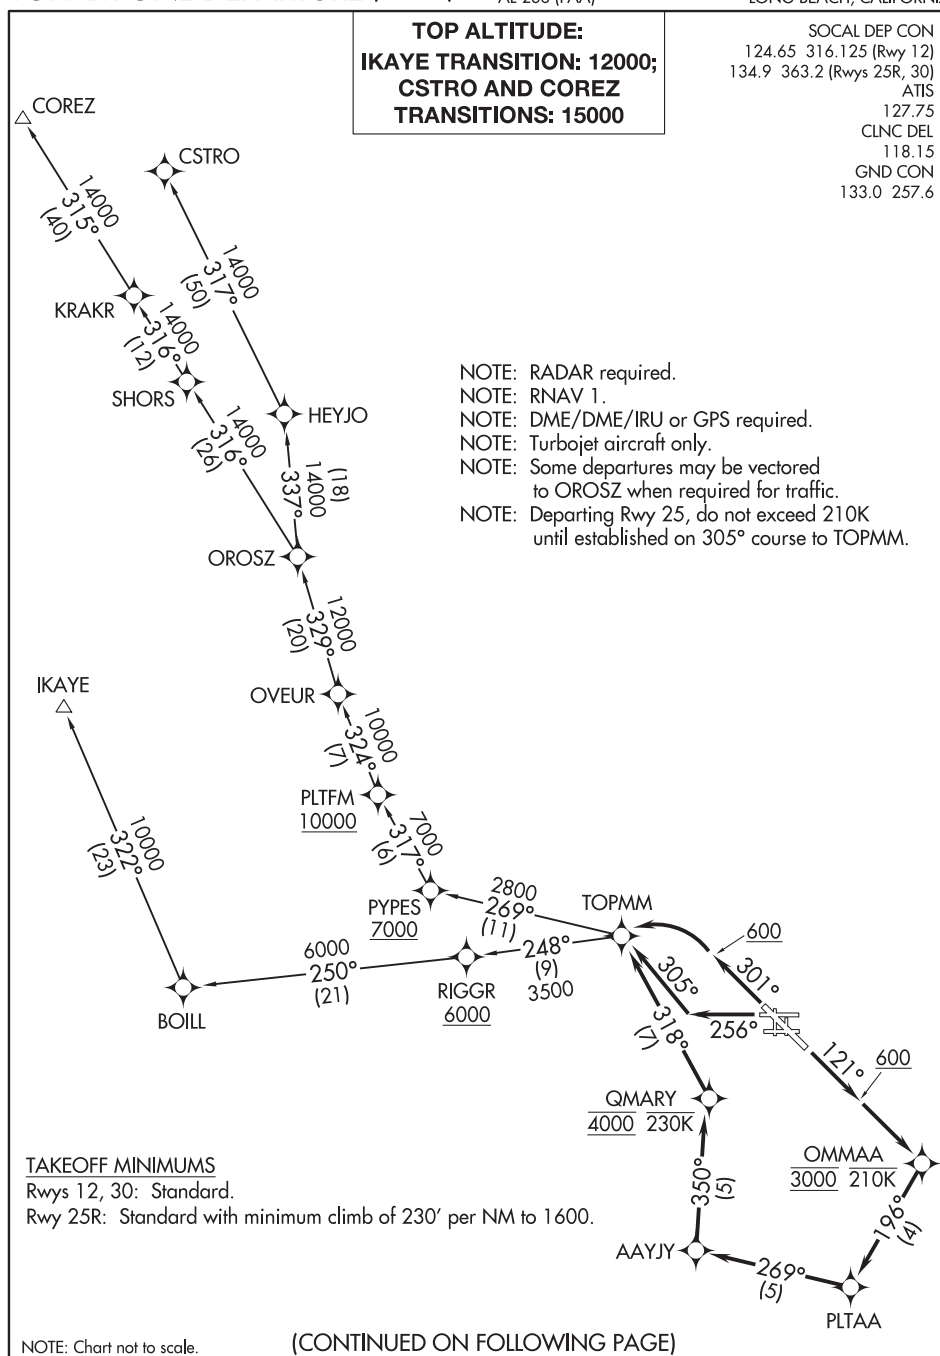 AL-236 (FAA)
LONG BEACH, CALIFORNIA
TOP ALTITUDE:
IKAYE TRANSITION: 12000;
CSTRO AND COREZ
TRANSITIONS: 15000
SOCAL DEP CON
124.65 316.125 (Rwy 12)
134.9 363.2 (Rwys 25R, 30)
ATIS
127.75
CLNC DEL
118.15
GND CON
133.0 257.6
COREZ
CSTRO
14000
315°
(40)
14000
317°
(50)
KRAKR
14000
316°
(12)
SHORS
HEYJO
14000
316°
(26)
(18)
14000
337°
NOTE: RADAR required.
NOTE: RNAV 1.
NOTE: DME/DME/IRU or GPS required.
NOTE: Turbojet aircraft only.
NOTE: Some departures may be vectored
to OROSZ when required for traffic.
NOTE: Departing Rwy 25, do not exceed 210K
until established on 305° course to TOPMM.
OROSZ
12000
329°
(20)
IKAYE
OVEUR
10000
324°
(7)
PLTFM
10000
7000
317°
(6)
10000
322°
(23)
PYPES
7000
2800
269°
(11)
TOPMM
600
301°
6000
250°
(21)
248°
(9)
3500
305°
256°
RIGGR
6000
BOILL
318°
(7)
121°
600
QMARY
4000 230K
OMMAA
3000 210K
TAKEOFF MINIMUMS
Rwys 12, 30: Standard.
Rwy 25R: Standard with minimum climb of 230′ per NM to 1600.
350°
(5)
196°
(4)
AAYJY
269°
(5)
PLTAA
NOTE: Chart not to scale.
(CONTINUED ON FOLLOWING PAGE)